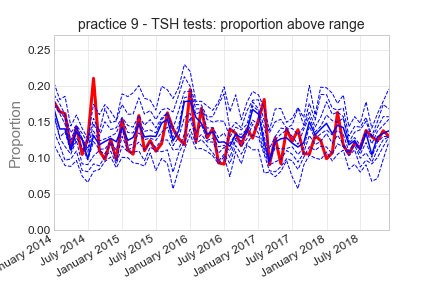 practice 9 - TSH tests: proportion above range
Proportion
0.25
0.20
0.15
0.10
0.05
0.00
nuary 2014
July 2014
January 2015
July 2015
January 2016
July 2016
January 2017
July 2017
January 2018
July 2018